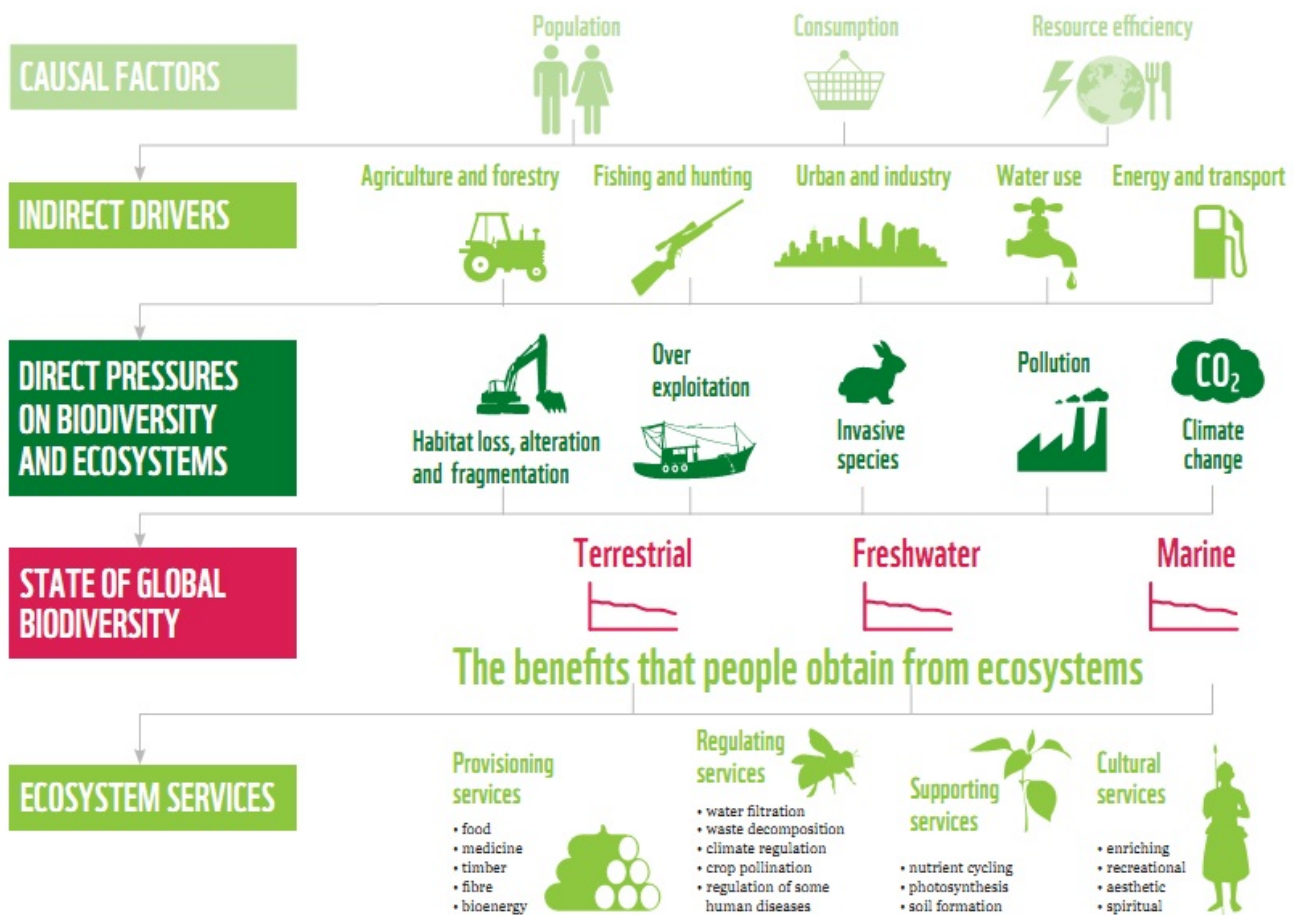 Population
Consumption
Resource efficiency
CAUSAL FACTORS
Agriculture and forestry
Fishing and hunting
Urban and industry
Water use
Energy and transport
INDIRECT DRIVERS
DIRECT PRESSURES
ON BIODIVERSITY
AND ECOSYSTEMS
Habitat loss, alteration
and fragmentation
Over
exploitation
Invasive
species
Pollution
CO₂
Climate
change
STATE OF GLOBAL
BIODIVERSITY
Terrestrial
Freshwater
Marine
The benefits that people obtain from ecosystems
ECOSYSTEM SERVICES
Provisioning
services
• food
• medicine
• timber
• fibre
• bioenergy
Regulating
services
• water filtration
• waste decomposition
• climate regulation
• crop pollination
• regulation of some
human diseases
Supporting
services
• nutrient cycling
• photosynthesis
• soil formation
Cultural
services
• enriching
• recreational
• aesthetic
• spiritual